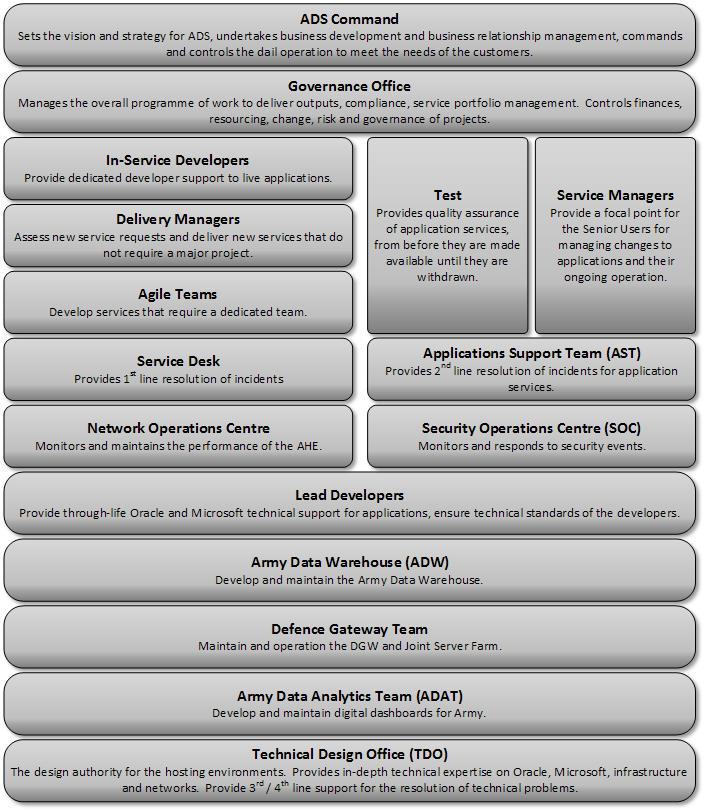 ADS Command
Sets the vision and strategy for ADS, undertakes business development and business relationship management, commands
and controls the dail operation to meet the needs of the customers.
Governance Office
Manages the overall programme of work to deliver outputs, compliance, service portfolio management. Controls finances,
resourcing, change, risk and governance of projects.
In-Service Developers
Provide dedicated developer support to live applications.
Delivery Managers
Assess new service requests and deliver new services that do
not require a major project.
Agile Teams
Develop services that require a dedicated team.
Test
Provides quality assurance
of application services,
from before they are made
available until they are
withdrawn.
Service Managers
Provide a focal point for
the Senior Users for
managing changes to
applications and their
ongoing operation.
Service Desk
Provides 1st line resolution of incidents
Applications Support Team (AST)
Provides 2nd line resolution of incidents for application
services.
Network Operations Centre
Monitors and maintains the performance of the AHE.
Security Operations Centre (SOC)
Monitors and responds to security events.
Lead Developers
Provide through-life Oracle and Microsoft technical support for applications, ensure technical standards of the developers.
Army Data Warehouse (ADW)
Develop and maintain the Army Data Warehouse.
Defence Gateway Team
Maintain and operation the DGW and Joint Server Farm.
Army Data Analytics Team (ADAT)
Develop and maintain digital dashboards for Army.
Technical Design Office (TDO)
The design authority for the hosting environments. Provides in-depth technical expertise on Oracle, Microsoft, infrastructure
and networks. Provide 3rd / 4th line support for the resolution of technical problems.